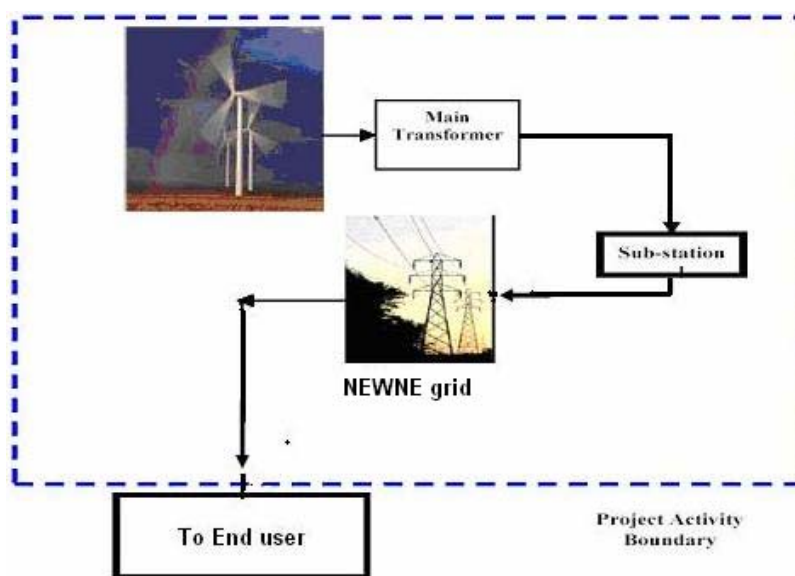 Main
Transformer
Sub-station
NEWNE grid
To End user
Project Activity
Boundary